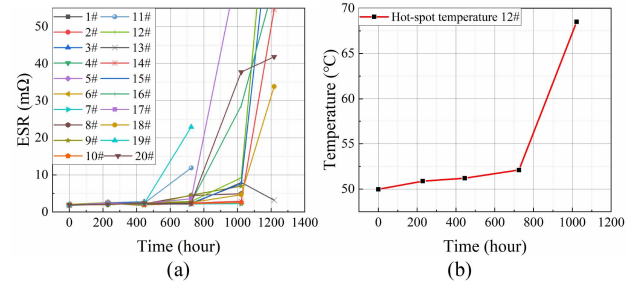 1# 11#
2# 12#
3# 13#
4# 14#
5# 15#
6# 16#
7# 17#
8# 18#
9# 19#
10# 20#
60
50
40
30
20
10
5
0
ESR (mΩ)
0 200 400 600 800 1000 1200 1400
Time (hour)
(a)
Hot-spot temperature 12#
70
65
60
55
50
Temperature (°C)
0 200 400 600 800 1000 1200
Time (hour)
(b)